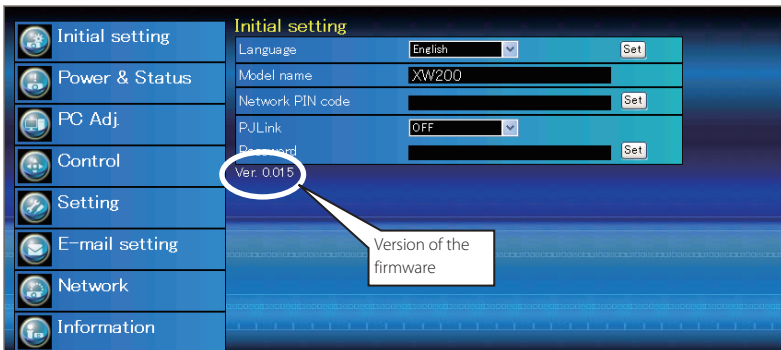 Initial setting
Power & Status
PC Adj.
Control
Setting
E-mail setting
Network
Information
Initial setting
Language English Set
Model name XW200
Network PIN code Set
PJLink OFF
Password Set
Ver. 0.015
Version of the
firmware